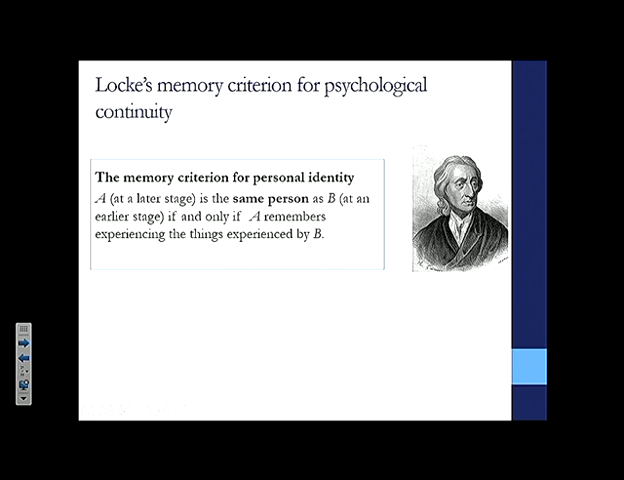 Locke's memory criterion for psychological
continuity
The memory criterion for personal identity
A (at a later stage) is the same person as B (at an
earlier stage) if and only if A remembers
experiencing the things experienced by B.